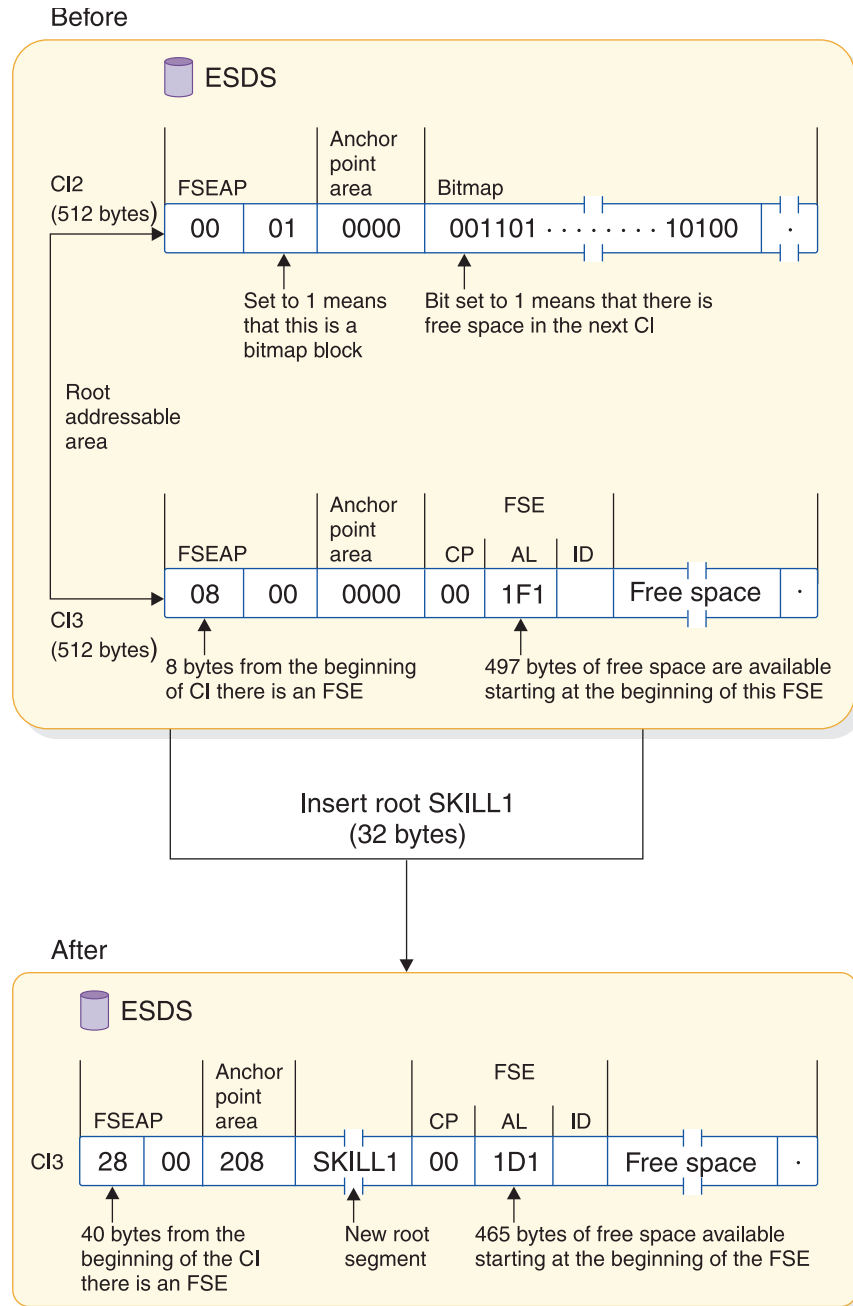 Before
ESDS
CI2
(512 bytes)
FSEAP
Anchor
point
area
Bitmap
00 01 0000 001101 · · · · · · · · 10100 ·
Set to 1 means
that this is a
bitmap block
Bit set to 1 means that there is
free space in the next CI
Root
addressable
area
FSEAP
Anchor
point
area
FSE
CP AL ID
08 00 0000 00 1F1 Free space ·
CI3
(512 bytes)
8 bytes from the beginning
of CI there is an FSE
497 bytes of free space are available
starting at the beginning of this FSE
Insert root SKILL1
(32 bytes)
After
ESDS
FSEAP
Anchor
point
area
FSE
CP AL ID
CI3 28 00 208 SKILL1 00 1D1 Free space ·
40 bytes from the
beginning of the CI
there is an FSE
New root
segment
465 bytes of free space available
starting at the beginning of the FSE